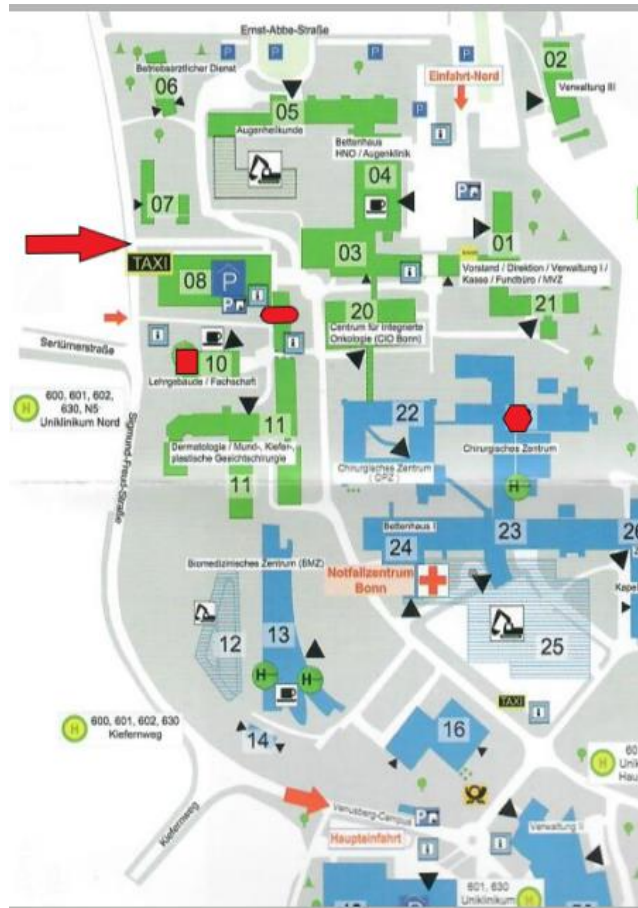 Ernst-Abbe-Straße
P
P
P
P
Betriebsärztlicher Dienst
06
02
Verwaltung III
Einfahrt-Nord
05
Augenheilkunde
P
i
Bettenhaus
HNO / Augenklinik
04
07
P
01
03
TAXI
08
P
P
i
i
Vorstand / Direktion / Verwaltung I /
Kasse / Fundbüro / MVZ
20
21
Centrum für Integrierte
Onkologie (CIO Bonn)
i
i
Sertürnerstraße
10
Lehrgebäude / Fachschaft
H
600, 601, 602,
630, N5
Uniklinikum Nord
Sigmund-Freud-Straße
11
Dermatologie / Mund-, Kiefer-,
plastische Gesichtschirurgie
11
22
Chirurgisches Zentrum
Chirurgisches Zentrum
H
Bettenhaus I
24
23
26
Biomedizinisches Zentrum (BMZ)
Notfallzentrum
Bonn
12
13
25
H
H
TAXI
i
14
16
H
600, 601, 602, 630
Kiefernweg
H
Kiefernweg
Venusberg-Campus
P
Haupteinfahrt
i
i
Verwaltung II
601, 630
Uniklinikum
H